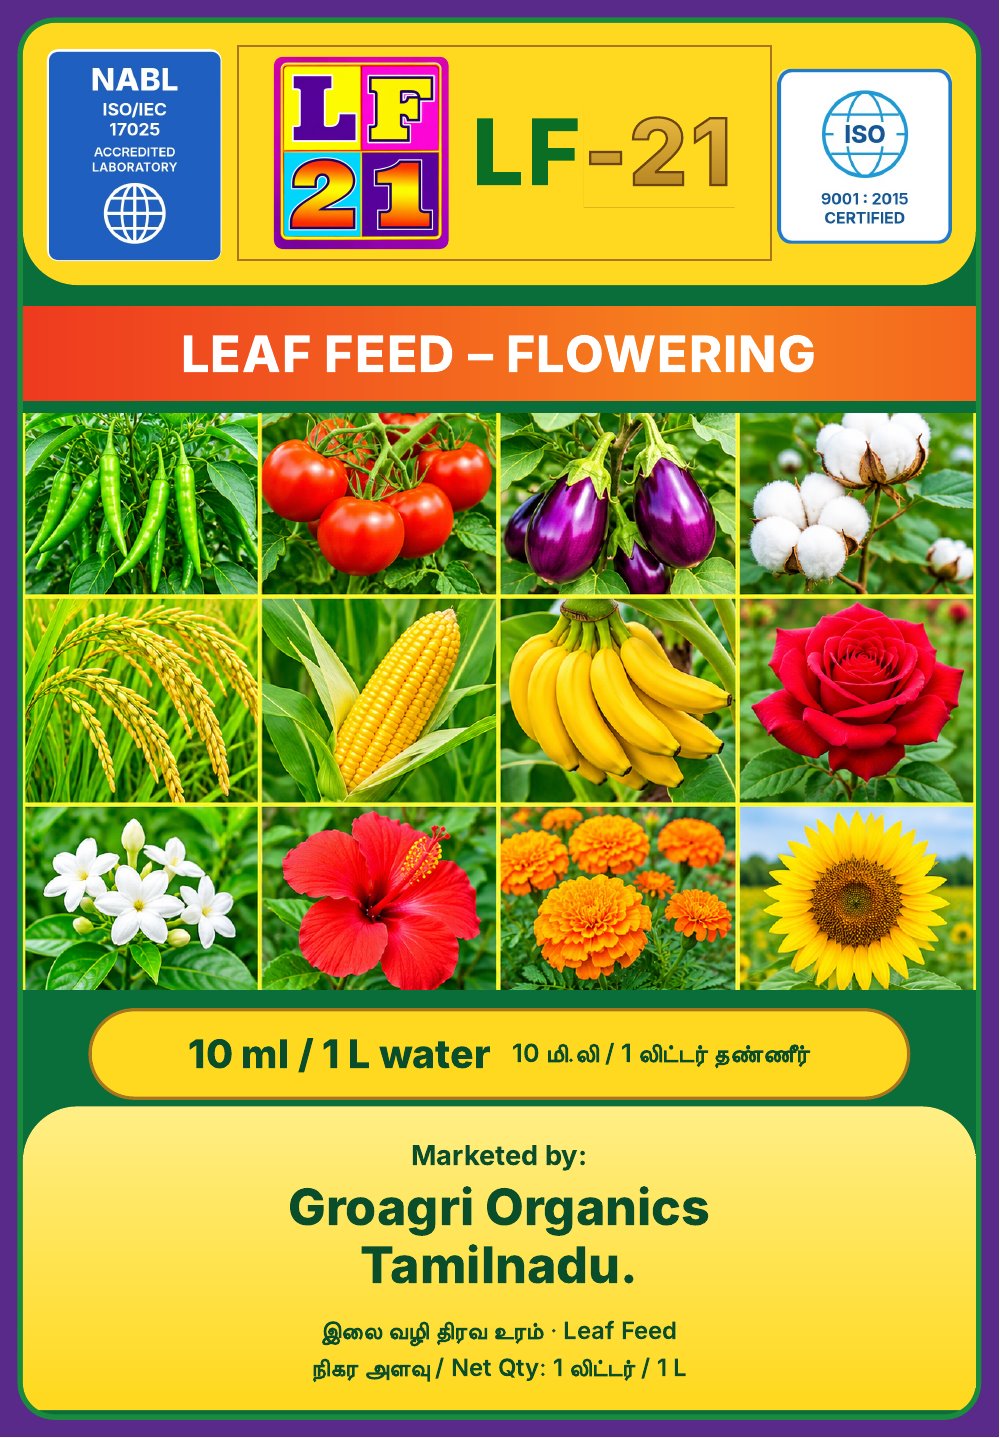 NABL
ISO/IEC
17025
ACCREDITED
LABORATORY
LF
21
LF-21
ISO
9001 : 2015
CERTIFIED
LEAF FEED – FLOWERING
10 ml / 1 L water 10 மி.லி / 1 லிட்டர் தண்ணீர்
Marketed by:
Groagri Organics
Tamilnadu.
இலை வழி திரவ உரம் · Leaf Feed
நிகர அளவு / Net Qty: 1 லிட்டர் / 1 L